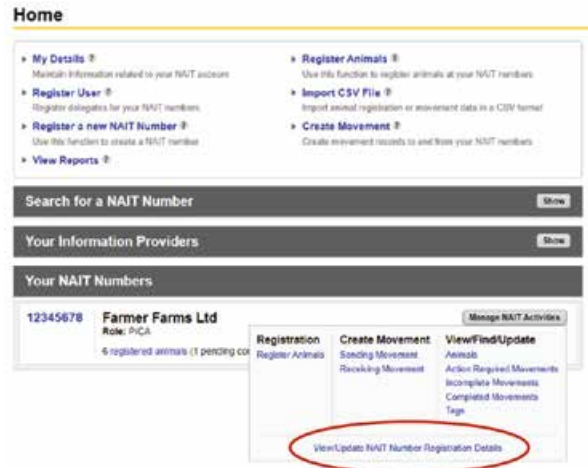 Home
My Details
Maintain information related to your NAIT account
Register User
Register delegates for your NAIT numbers.
Register a new NAIT Number
Use this function to create a NAIT number
View Reports
Register Animals
Use this function to register animals at your NAIT numbers
Import CSV File
Import animal registration or movement data in a CSV format
Create Movement
Create movement records to and from your NAIT numbers
Search for a NAIT Number
Show
Your Information Providers
Show
Your NAIT Numbers
12345678
Farmer Farms Ltd
Manage NAIT Activities
Role: PICA
6 registered animals (1 pending
Registration
Register Animals
Create Movement
Sending Movement
Receiving Movement
View/Find/Update
Animals
Action Required Movements
Incomplete Movements
Completed Movements
Tags
View/Update NAIT Number Registration Details